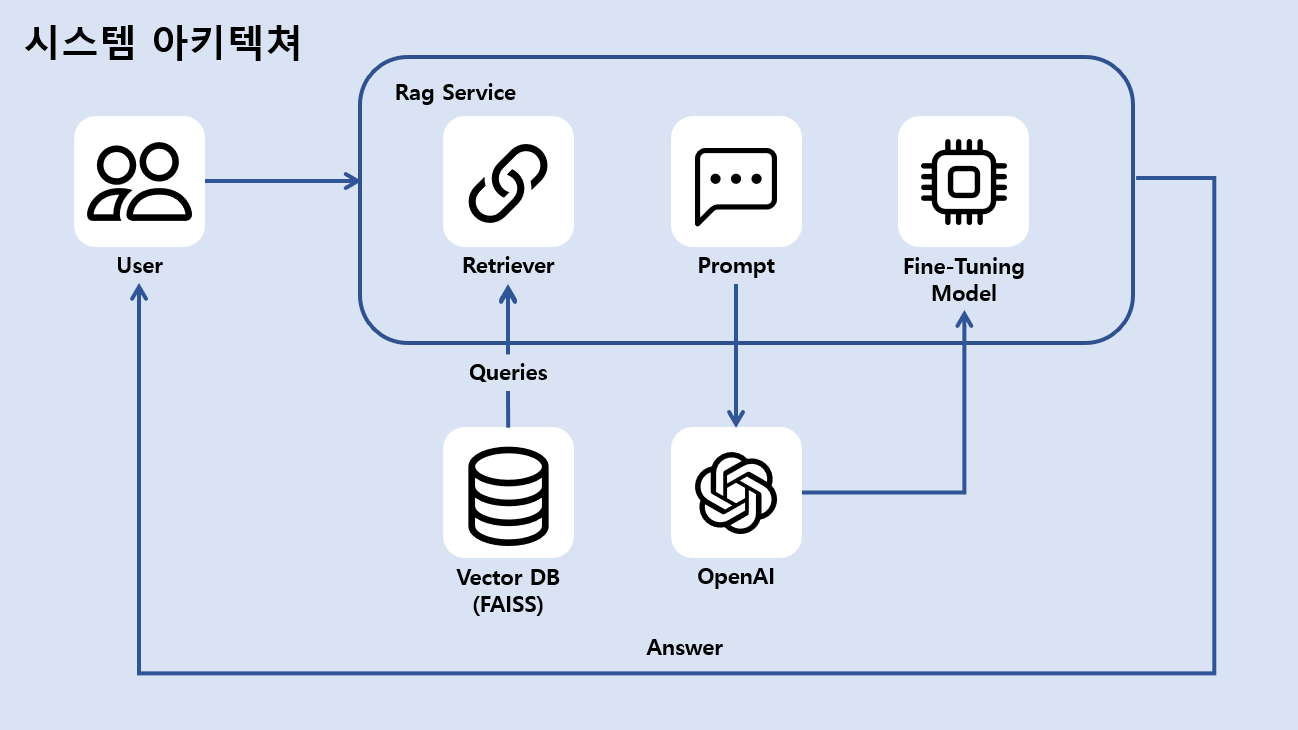 시스템 아키텍쳐
Rag Service
User
Retriever
Prompt
Fine-Tuning
Model
Queries
Vector DB
(FAISS)
OpenAI
Answer